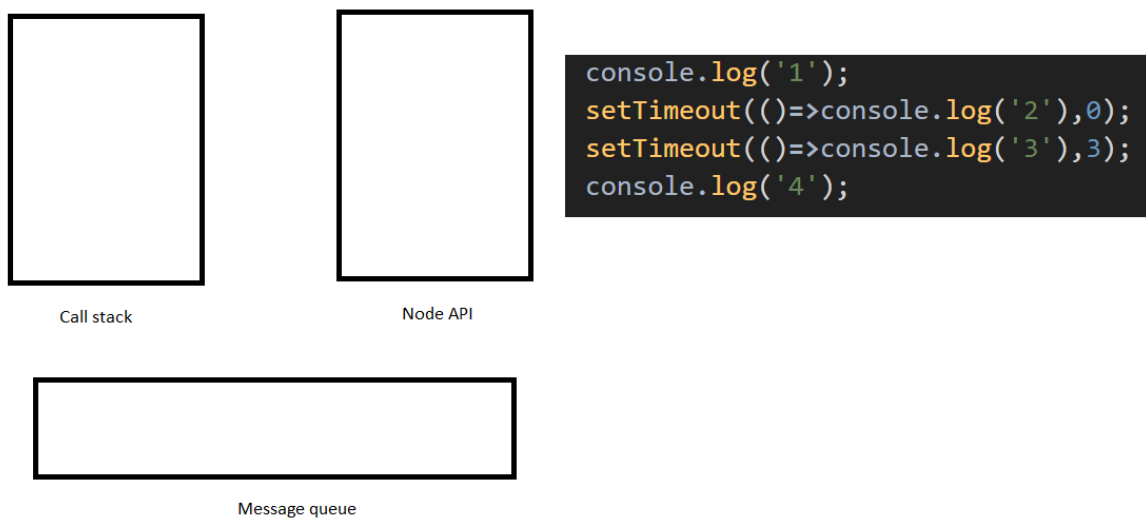 console.log('1');
setTimeout(()=>console.log('2'),0);
setTimeout(()=>console.log('3'),3);
console.log('4');
Call stack
Node API
Message queue